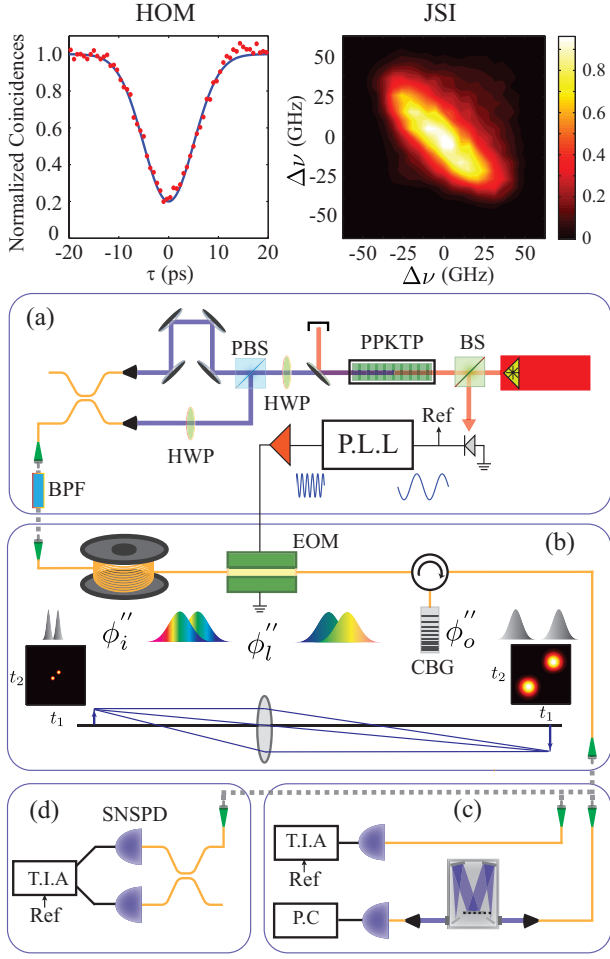 HOM
JSI
Normalized Coincidences
1.0
0.8
0.6
0.4
0.2
0
-20
-10
0
10
20
τ (ps)
Δν (GHz)
50
25
0
-25
-50
-50
-25
0
25
50
Δν (GHz)
0.8
0.6
0.4
0.2
0
(a)
PBS
PPKTP
BS
HWP
HWP
Ref
P.L.L
BPF
(b)
EOM
ϕ''i
ϕ''l
ϕ''o
CBG
t2
t1
t2
t1
(d)
SNSPD
T.I.A
Ref
(c)
T.I.A
Ref
P.C